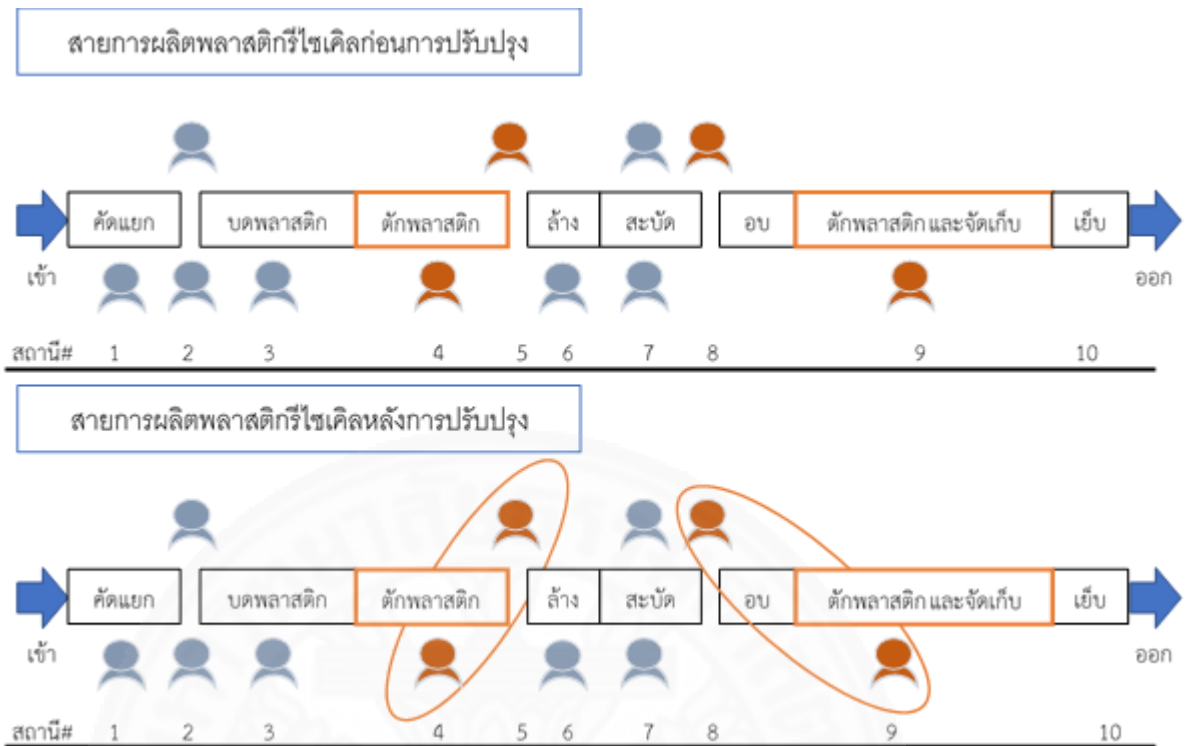 สายการผลิตพลาสติกรีไซเคิลก่อนการปรับปรุง
คัดแยก บดพลาสติก ตักพลาสติก ล้าง สะบัด อบ ตักพลาสติก และจัดเก็บ เย็บ
เข้า ออก
สถานี# 1 2 3 4 5 6 7 8 9 10
สายการผลิตพลาสติกรีไซเคิลหลังการปรับปรุง
คัดแยก บดพลาสติก ตักพลาสติก ล้าง สะบัด อบ ตักพลาสติก และจัดเก็บ เย็บ
เข้า ออก
สถานี# 1 2 3 4 5 6 7 8 9 10